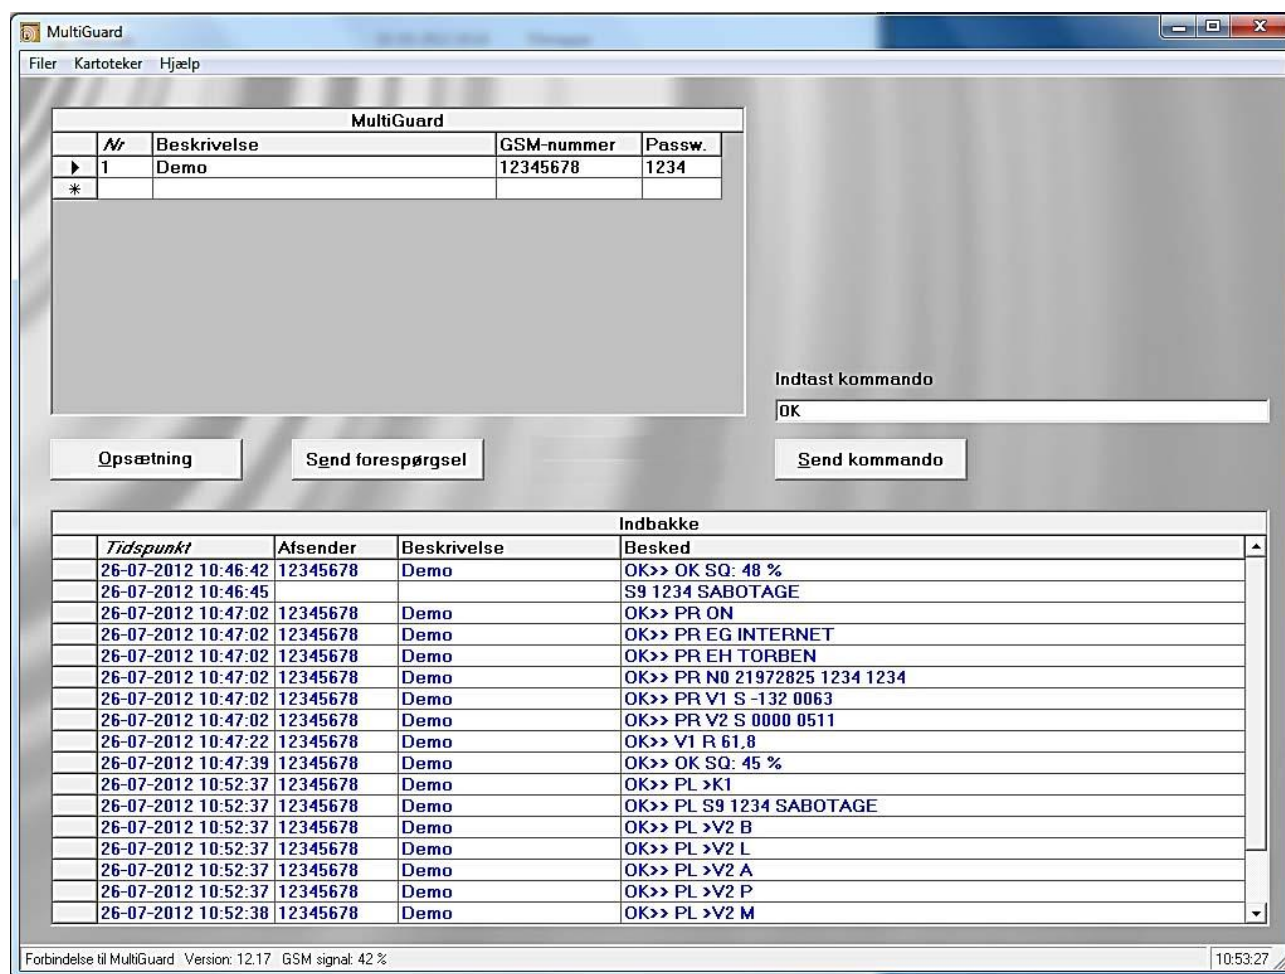 MultiGuard
Filer Kartoteker Hjælp
MultiGuard
Nr Beskrivelse GSM-nummer Passw.
1 Demo 12345678 1234
Indtast kommando
OK
Opsætning Send forespørgsel Send kommando
Indbakke
Tidspunkt Afsender Beskrivelse Besked
26-07-2012 10:46:42 12345678 Demo OK>> OK SQ: 48 %
26-07-2012 10:46:45 S9 1234 SABOTAGE
26-07-2012 10:47:02 12345678 Demo OK>> PR ON
26-07-2012 10:47:02 12345678 Demo OK>> PR EG INTERNET
26-07-2012 10:47:02 12345678 Demo OK>> PR EH TORBEN
26-07-2012 10:47:02 12345678 Demo OK>> PR N0 21972825 1234 1234
26-07-2012 10:47:02 12345678 Demo OK>> PR V1 S -132 0063
26-07-2012 10:47:02 12345678 Demo OK>> PR V2 S 0000 0511
26-07-2012 10:47:22 12345678 Demo OK>> V1 R 61,8
26-07-2012 10:47:39 12345678 Demo OK>> OK SQ: 45 %
26-07-2012 10:52:37 12345678 Demo OK>> PL >K1
26-07-2012 10:52:37 12345678 Demo OK>> PL S9 1234 SABOTAGE
26-07-2012 10:52:37 12345678 Demo OK>> PL >V2 B
26-07-2012 10:52:37 12345678 Demo OK>> PL >V2 L
26-07-2012 10:52:37 12345678 Demo OK>> PL >V2 A
26-07-2012 10:52:37 12345678 Demo OK>> PL >V2 P
26-07-2012 10:52:38 12345678 Demo OK>> PL >V2 M
Forbindelse til MultiGuard Version: 12.17 GSM signal: 42 % 10:53:27